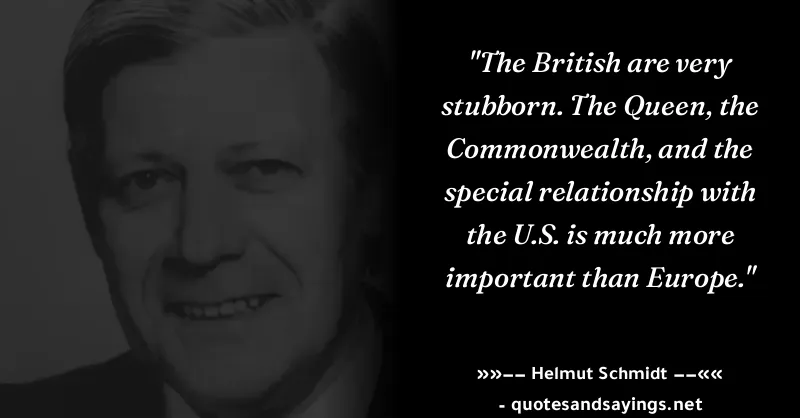 "The British are very
stubborn. The Queen, the
Commonwealth, and the
special relationship with
the U.S. is much more
important than Europe."
»»-- Helmut Schmidt --««
- quotesandsayings.net